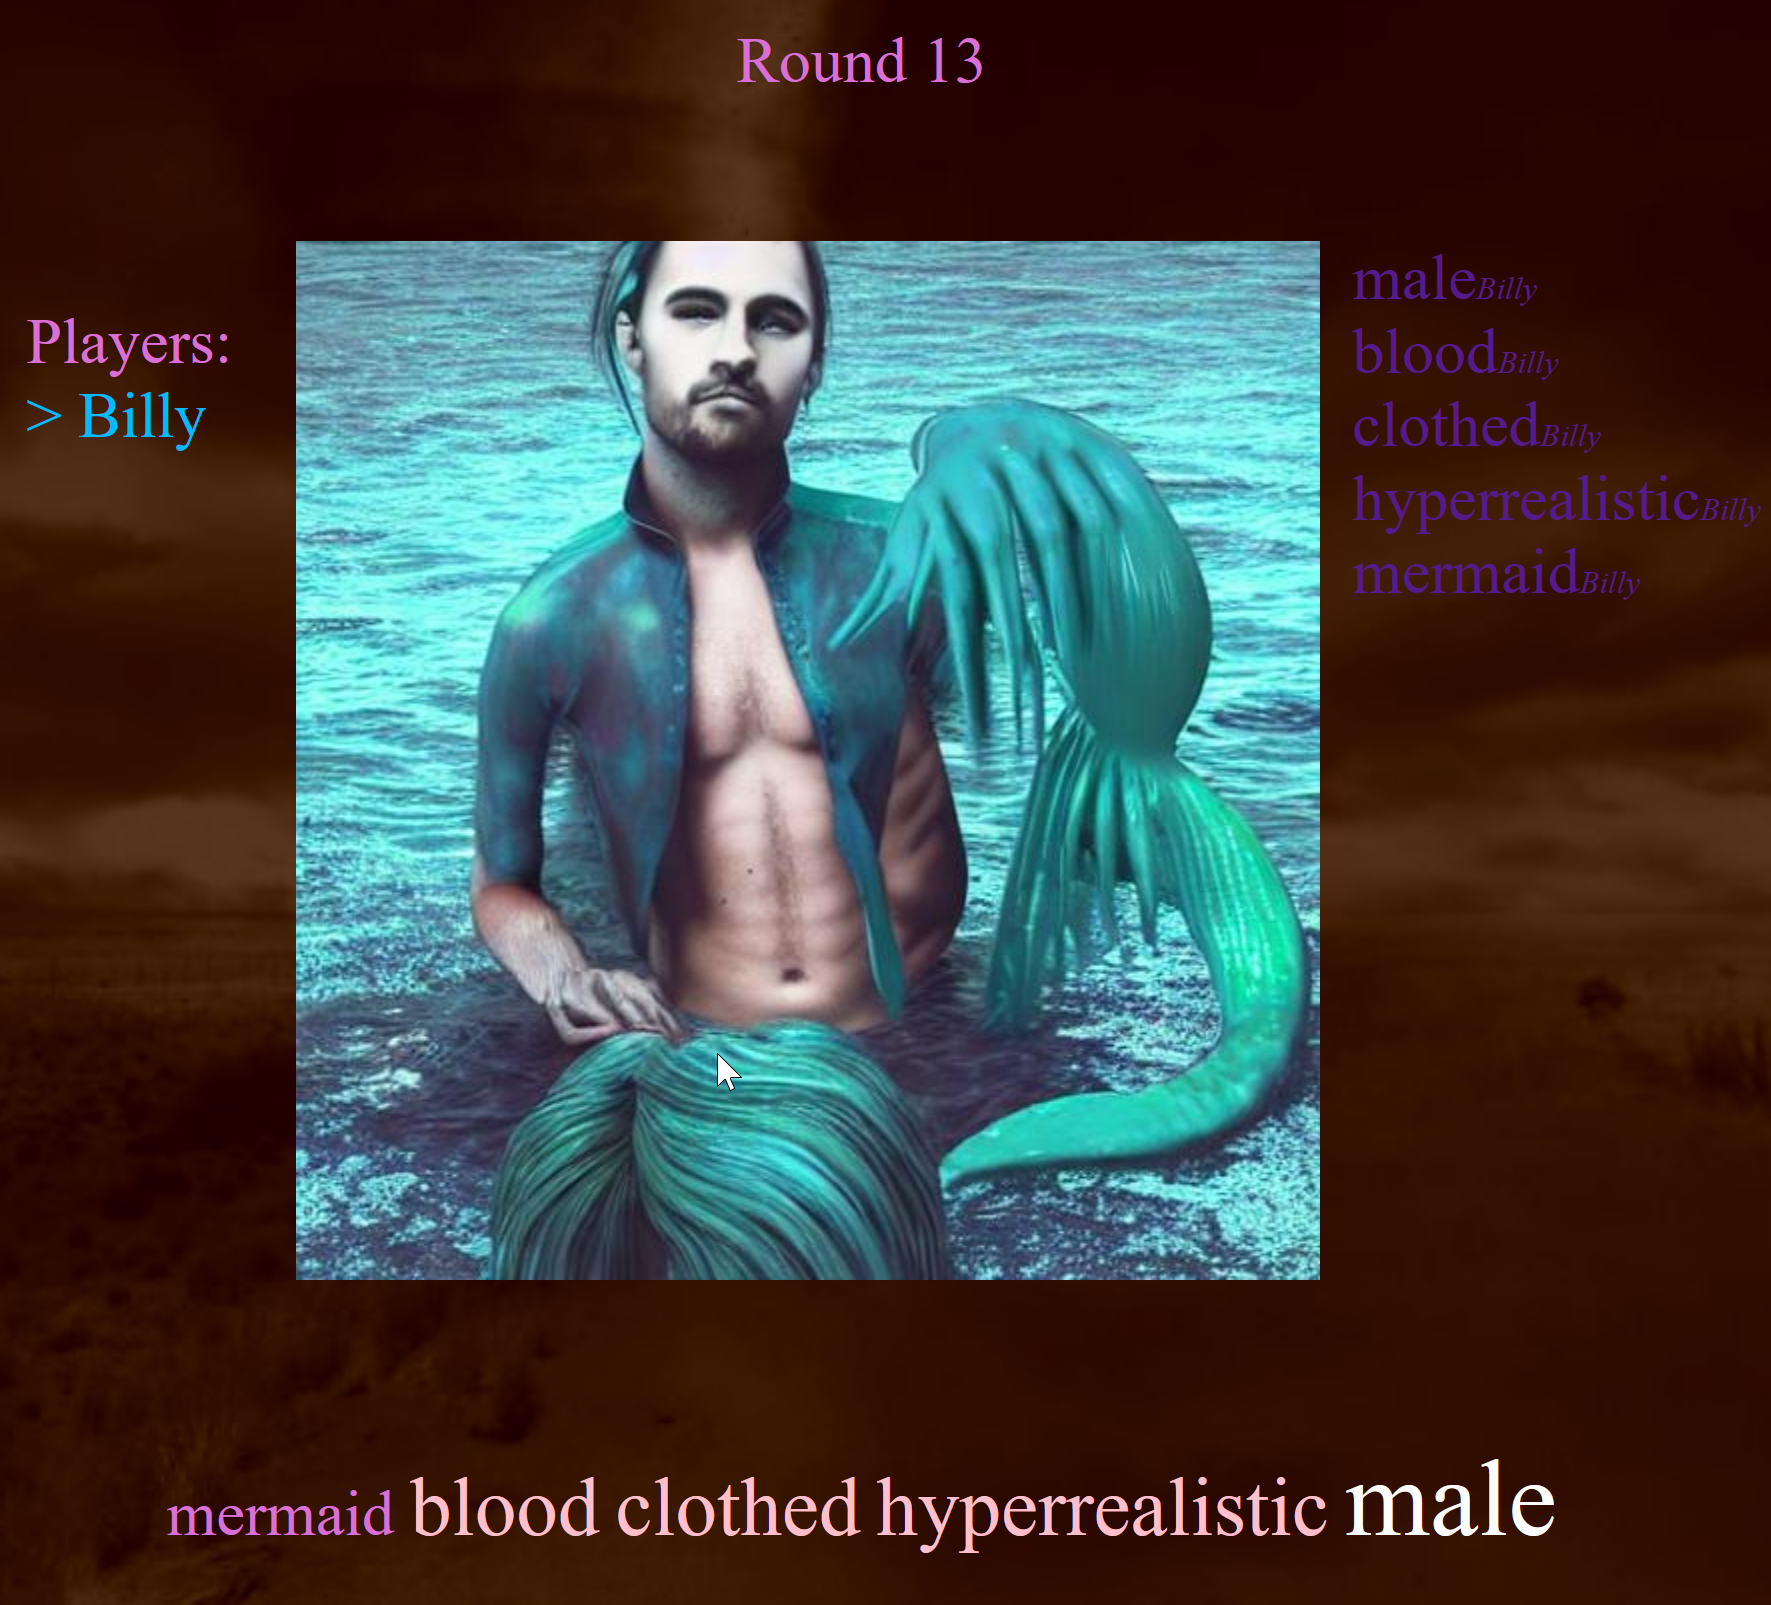 Round 13
Players:
> Billy
maleBilly
bloodBilly
clothedBilly
hyperrealisticBilly
mermaidBilly
mermaid blood clothed hyperrealistic male